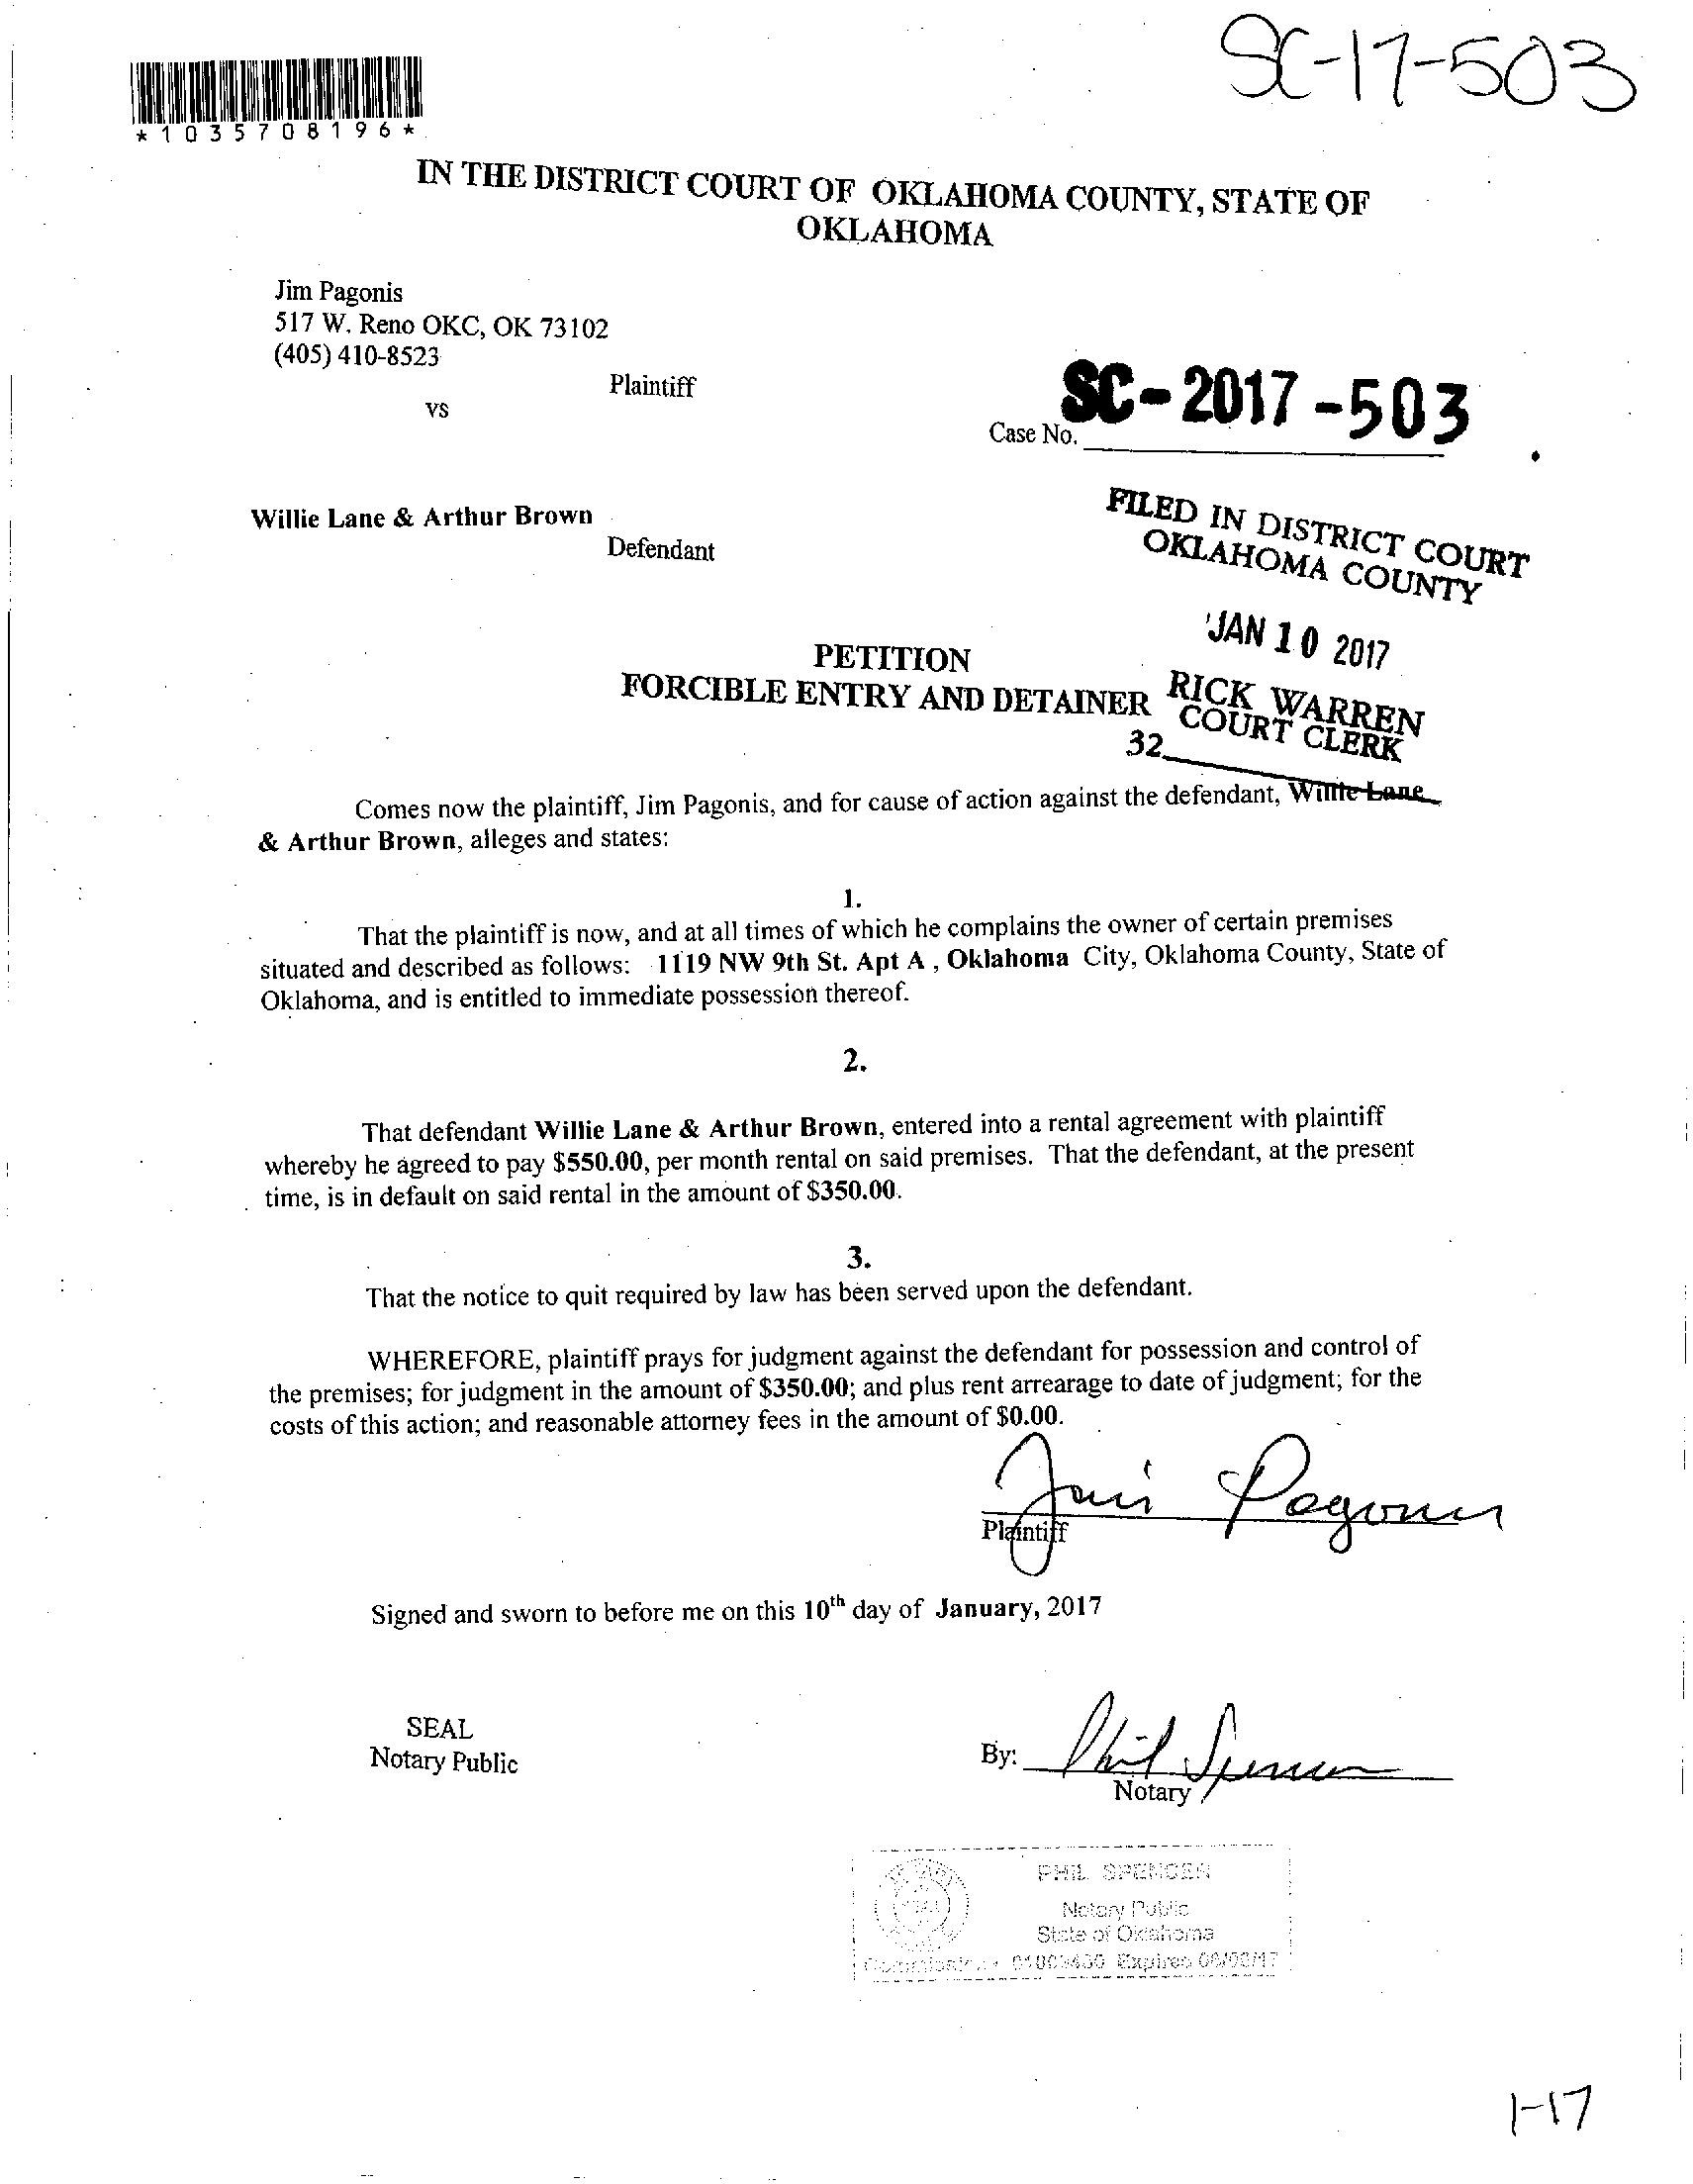 SC-17-503
*1035708196*
IN THE DISTRICT COURT OF OKLAHOMA COUNTY, STATE OF
OKLAHOMA
Jim Pagonis
517 W. Reno OKC, OK 73102
(405) 410-8523
Plaintiff
vs
SC-2017-503
Case No.
Willie Lane & Arthur Brown
Defendant
FILED IN DISTRICT COURT
OKLAHOMA COUNTY
JAN 10 2017
PETITION
FORCIBLE ENTRY AND DETAINER
RICK WARREN
COURT CLERK
32
Comes now the plaintiff, Jim Pagonis, and for cause of action against the defendant, Willie Lane
& Arthur Brown, alleges and states:
1.
That the plaintiff is now, and at all times of which he complains the owner of certain premises
situated and described as follows: 1119 NW 9th St. Apt A , Oklahoma City, Oklahoma County, State of
Oklahoma, and is entitled to immediate possession thereof.
2.
That defendant Willie Lane & Arthur Brown, entered into a rental agreement with plaintiff
whereby he agreed to pay $550.00, per month rental on said premises. That the defendant, at the present
time, is in default on said rental in the amount of $350.00.
3.
That the notice to quit required by law has been served upon the defendant.
WHEREFORE, plaintiff prays for judgment against the defendant for possession and control of
the premises; for judgment in the amount of $350.00; and plus rent arrearage to date of judgment; for the
costs of this action; and reasonable attorney fees in the amount of $0.00.
Jim Pagonis
Plaintiff
Signed and sworn to before me on this 10th day of January, 2017
SEAL
Notary Public
By: Phil Spencer
Notary
PHIL SPENCER
Notary Public
State of Oklahoma
Expires
1-17